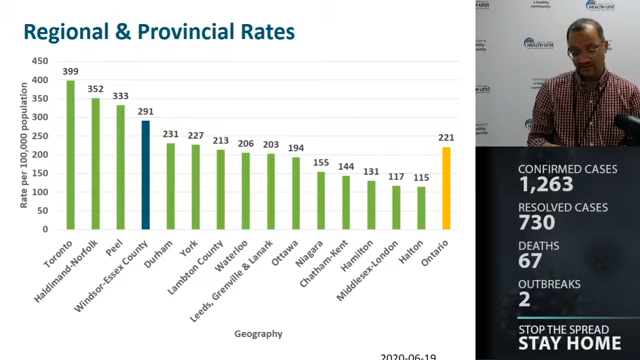 Regional & Provincial Rates
Rate per 100,000 population
450
400
350
300
250
200
150
100
50
0
399
352
333
291
231
227
213
206
203
194
155
144
131
117
115
221
Toronto
Haldimand-Norfolk
Peel
Windsor-Essex County
Durham
York
Lambton County
Waterloo
Leeds, Grenville & Lanark
Ottawa
Niagara
Chatham-Kent
Hamilton
Middlesex-London
Halton
Ontario
Geography
2020-06-19
HEALTH UNIT
CONFIRMED CASES
1,263
RESOLVED CASES
730
DEATHS
67
OUTBREAKS
2
STOP THE SPREAD
STAY HOME